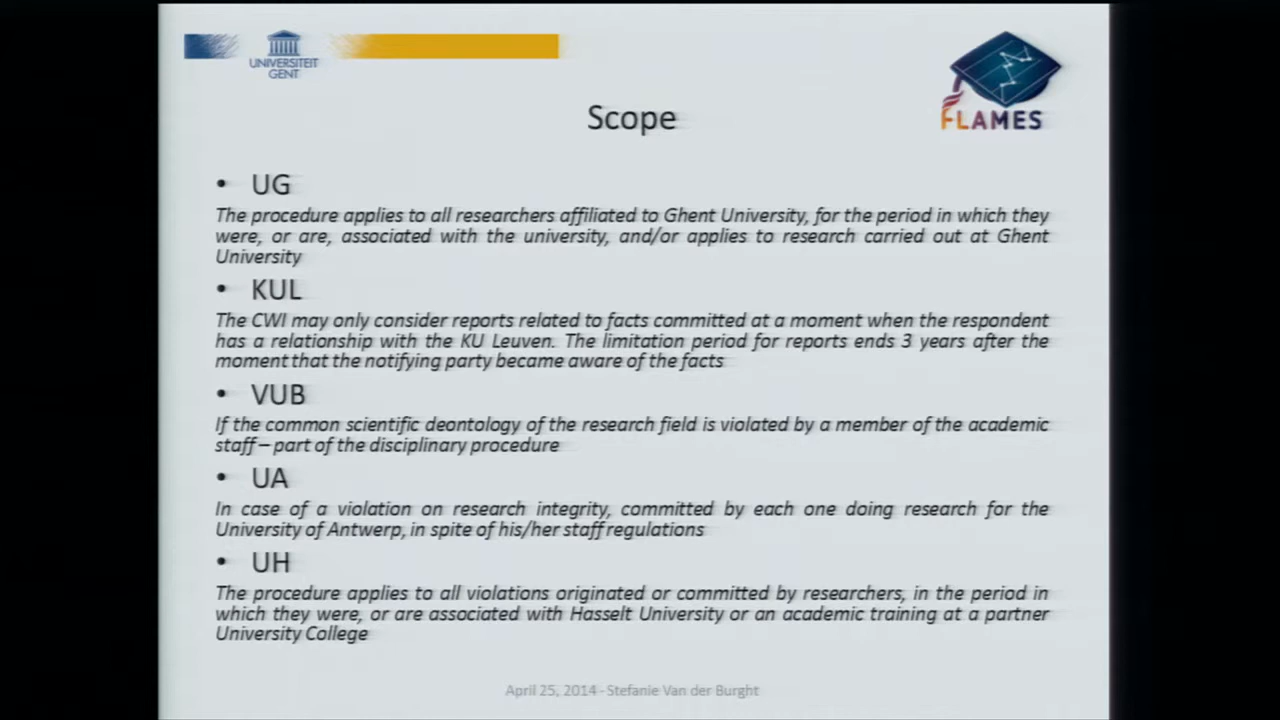 UNIVERSITEIT
GENT
FLAMES
Scope
• UG
The procedure applies to all researchers affiliated to Ghent University, for the period in which they
were, or are, associated with the university, and/or applies to research carried out at Ghent
University
• KUL
The CWI may only consider reports related to facts committed at a moment when the respondent
has a relationship with the KU Leuven. The limitation period for reports ends 3 years after the
moment that the notifying party became aware of the facts
• VUB
If the common scientific deontology of the research field is violated by a member of the academic
staff – part of the disciplinary procedure
• UA
In case of a violation on research integrity, committed by each one doing research for the
University of Antwerp, in spite of his/her staff regulations
• UH
The procedure applies to all violations originated or committed by researchers, in the period in
which they were, or are associated with Hasselt University or an academic training at a partner
University College
April 25, 2014 - Stefanie Van der Burght